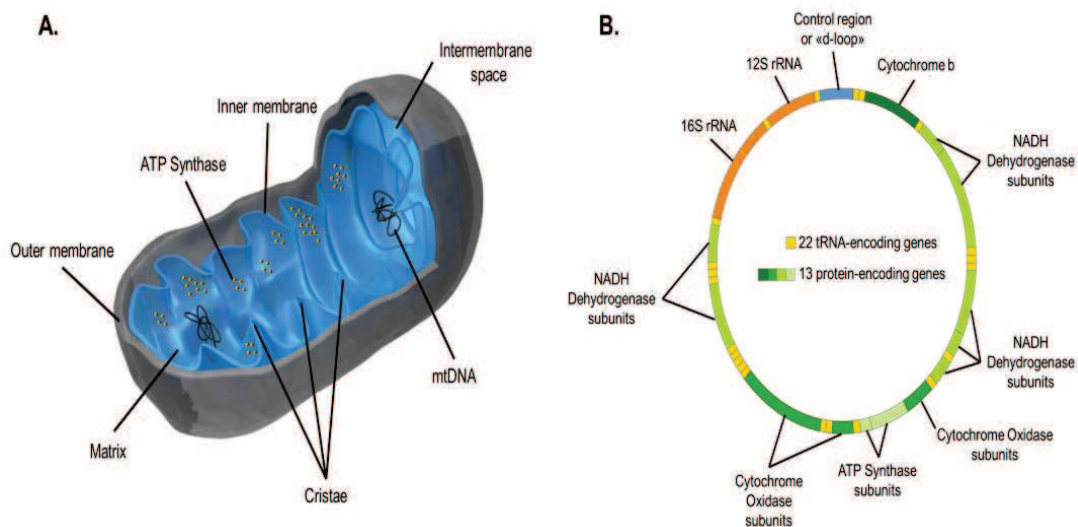 A.
Intermembrane
space
Inner membrane
ATP Synthase
Outer membrane
mtDNA
Matrix
Cristae
B.
Control region
or «d-loop»
12S rRNA
Cytochrome b
16S rRNA
NADH
Dehydrogenase
subunits
22 tRNA-encoding genes
13 protein-encoding genes
NADH
Dehydrogenase
subunits
NADH
Dehydrogenase
subunits
Cytochrome Oxidase
subunits
ATP Synthase
subunits
Cytochrome
Oxidase
subunits